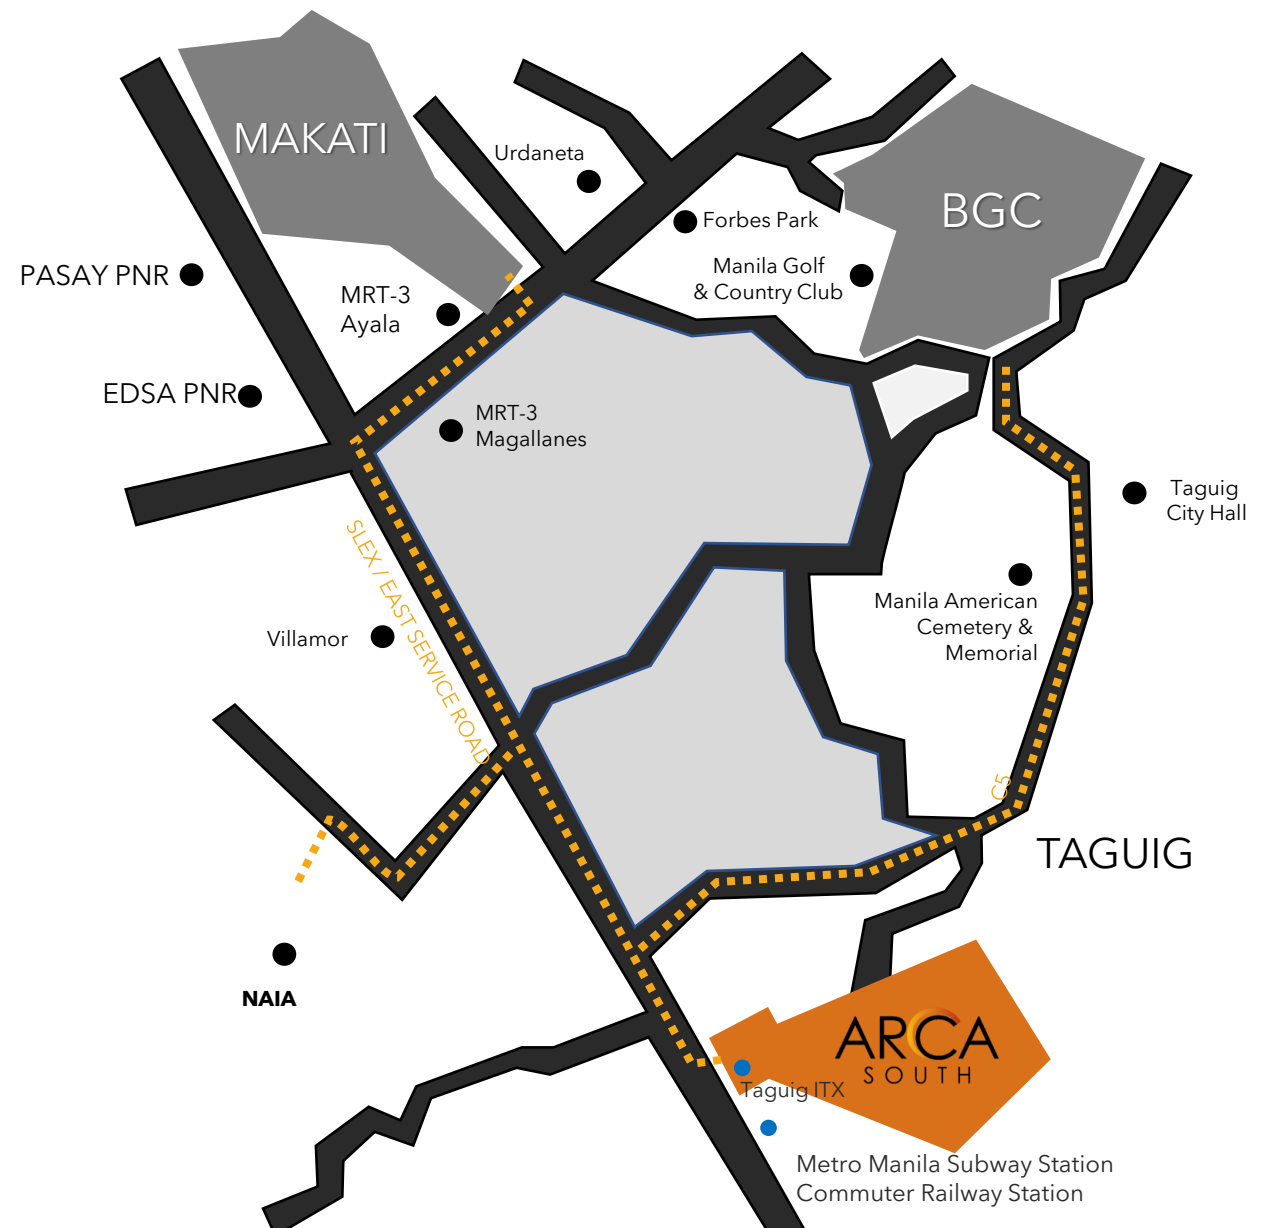 MAKATI
Urdaneta
BGC
Forbes Park
Manila Golf
& Country Club
PASAY PNR
MRT-3
Ayala
EDSA PNR
MRT-3
Magallanes
Taguig
City Hall
SLEX / EAST SERVICE ROAD
Manila American
Cemetery &
Memorial
Villamor
C5
TAGUIG
NAIA
ARCA
SOUTH
Taguig ITX
Metro Manila Subway Station
Commuter Railway Station